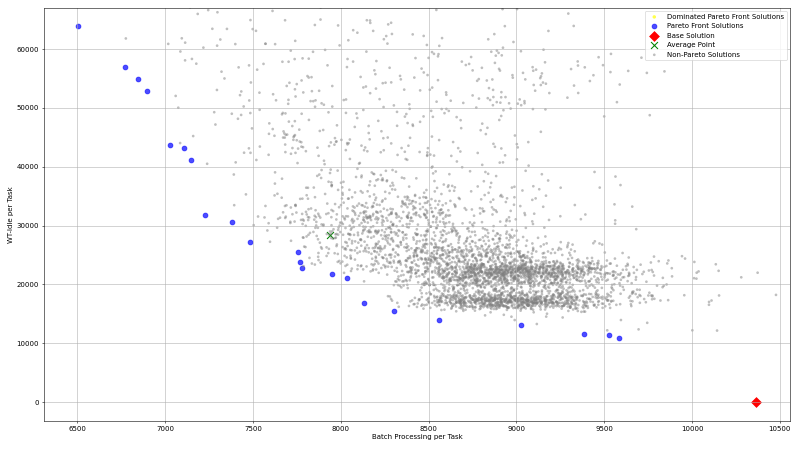 Dominated Pareto Front Solutions
Pareto Front Solutions
Base Solution
Average Point
Non-Pareto Solutions
60000
50000
40000
30000
20000
10000
0
WT-Idle per Task
6500 7000 7500 8000 8500 9000 9500 10000 10500
Batch Processing per Task